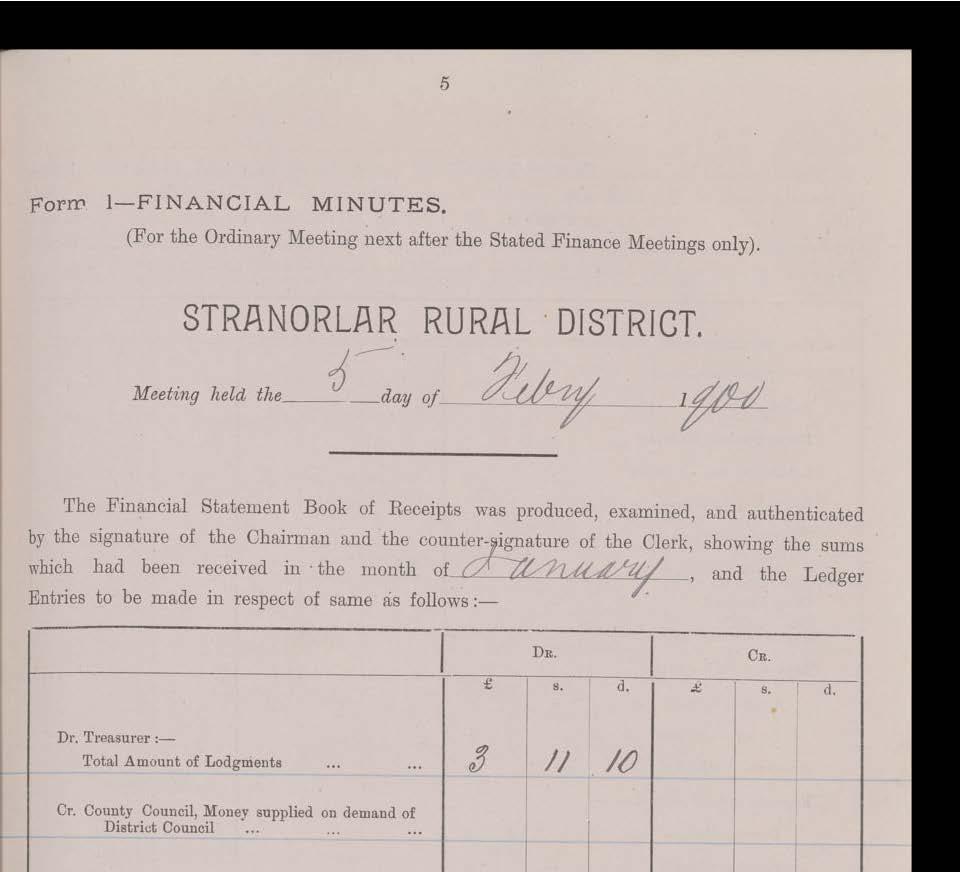 5
Form 1—FINANCIAL MINUTES.
(For the Ordinary Meeting next after the Stated Finance Meetings only).
STRANORLAR RURAL DISTRICT.
Meeting held the 5 day of Febry 1900
The Financial Statement Book of Receipts was produced, examined, and authenticated
by the signature of the Chairman and the counter-signature of the Clerk, showing the sums
which had been received in the month of January, and the Ledger
Entries to be made in respect of same as follows:—
DR. CR.
£ s. d. £ s. d.
Dr. Treasurer :—
Total Amount of Lodgments ... ... 3 11 10
Cr. County Council, Money supplied on demand of
District Council ... ... ...